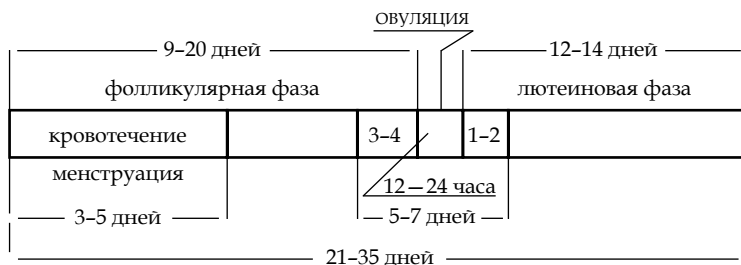 овуляция
9–20 дней
12–14 дней
фолликулярная фаза
лютеиновая фаза
кровотечение
3–4
1–2
менструация
12 — 24 часа
3–5 дней
5–7 дней
21–35 дней